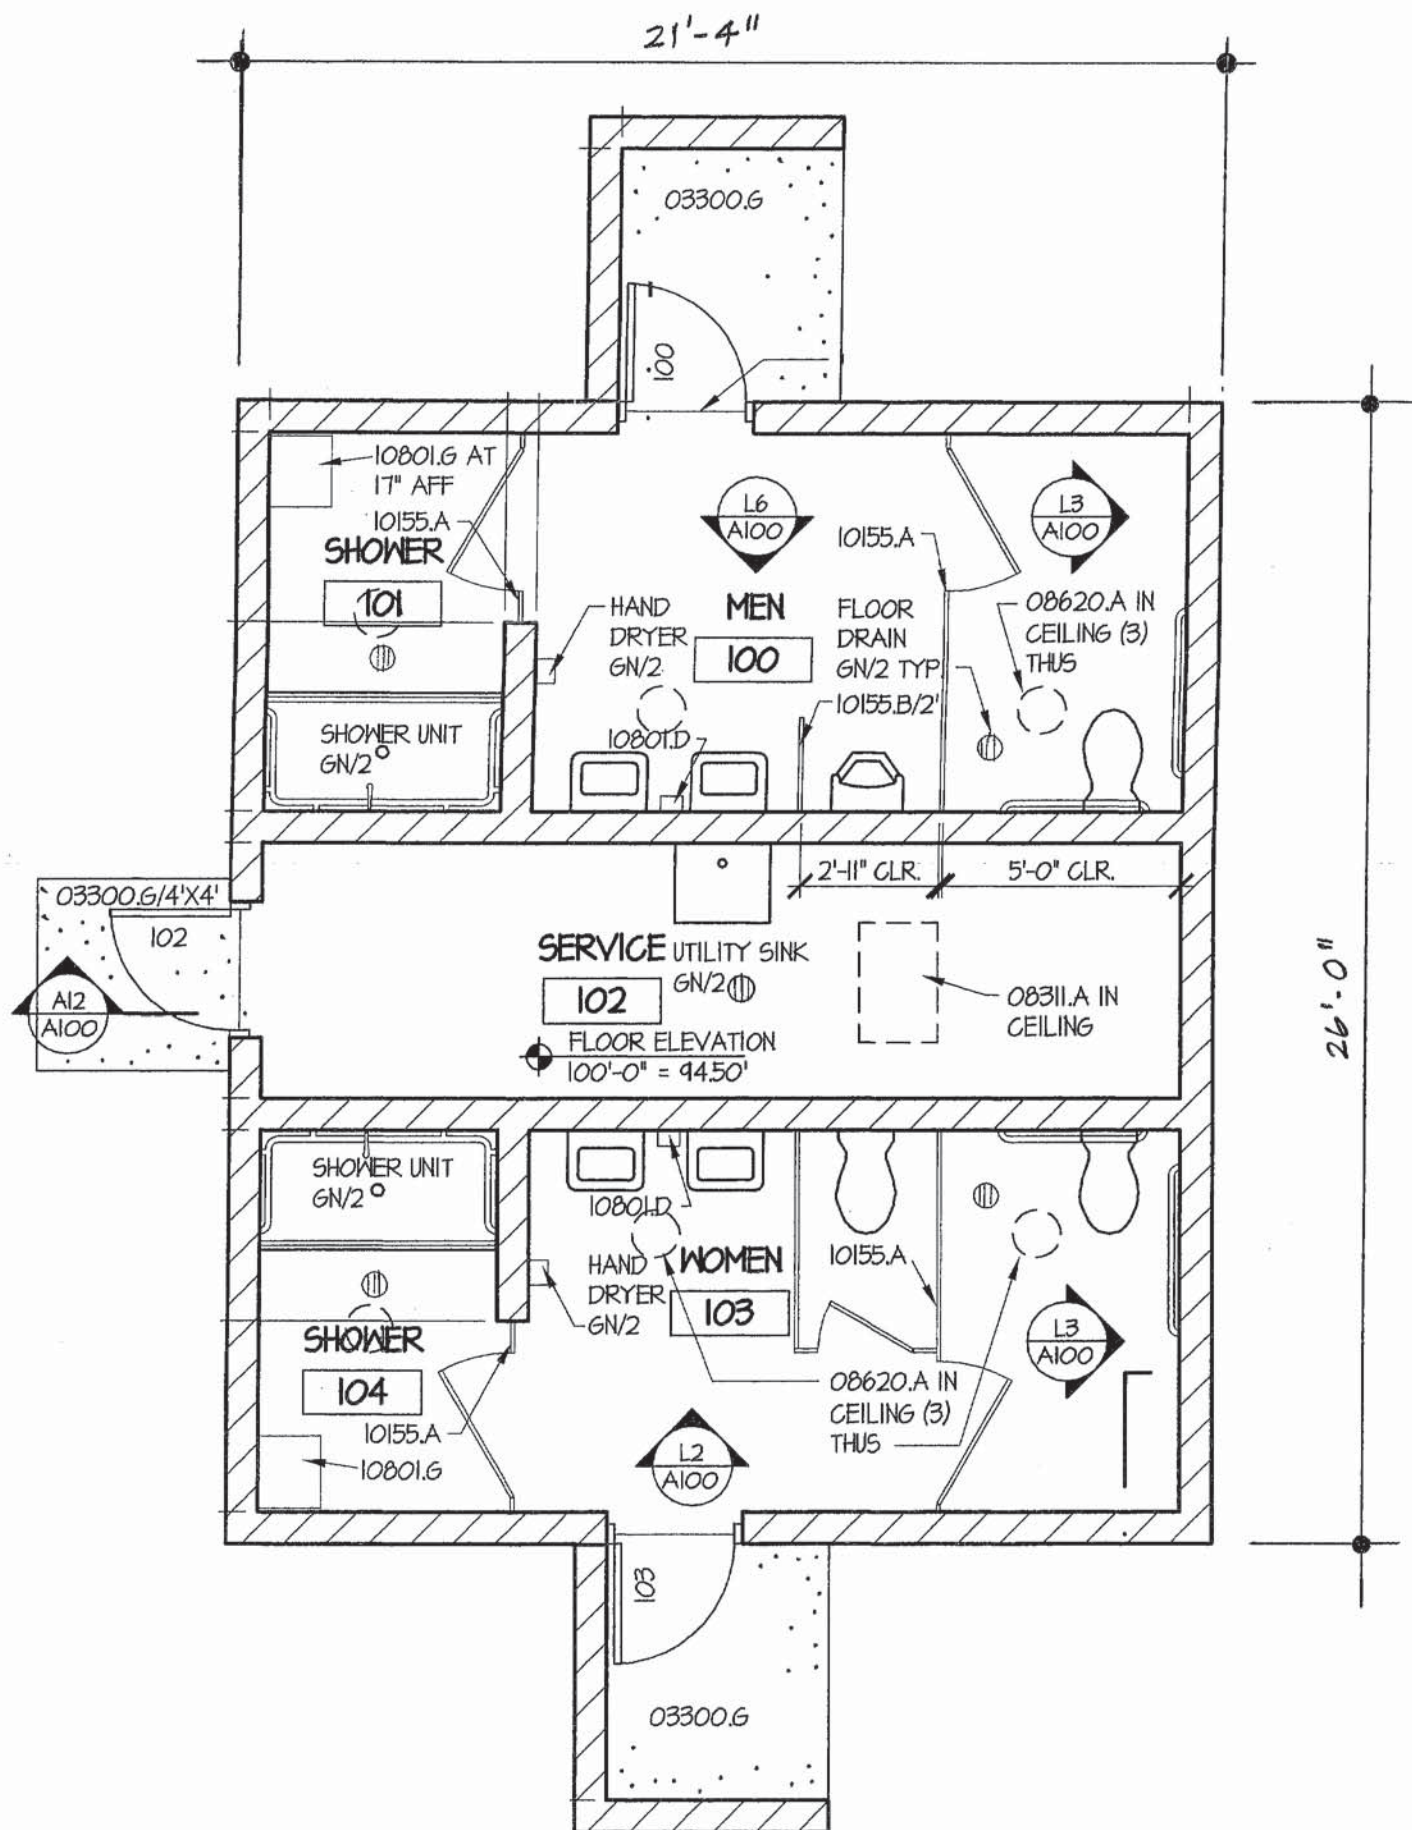 21'-4"
03300.G
100
10801.G AT
17" AFF
10155.A
SHOWER
101
L6
A100
L3
A100
10155.A
HAND
DRYER
GN/2
MEN
100
FLOOR
DRAIN
GN/2 TYP.
08620.A IN
CEILING (3)
THUS
10155.B/2'
10801.D
SHOWER UNIT
GN/2
2'-11" CLR.
5'-0" CLR.
03300.G/4'X4'
102
A12
A100
SERVICE
102
UTILITY SINK
GN/2
08311.A IN
CEILING
FLOOR ELEVATION
100'-0" = 94.50'
26'-0"
SHOWER UNIT
GN/2
10801.D
HAND
DRYER
GN/2
WOMEN
103
10155.A
SHOWER
104
L3
A100
08620.A IN
CEILING (3)
THUS
10155.A
10801.G
L2
A100
103
03300.G